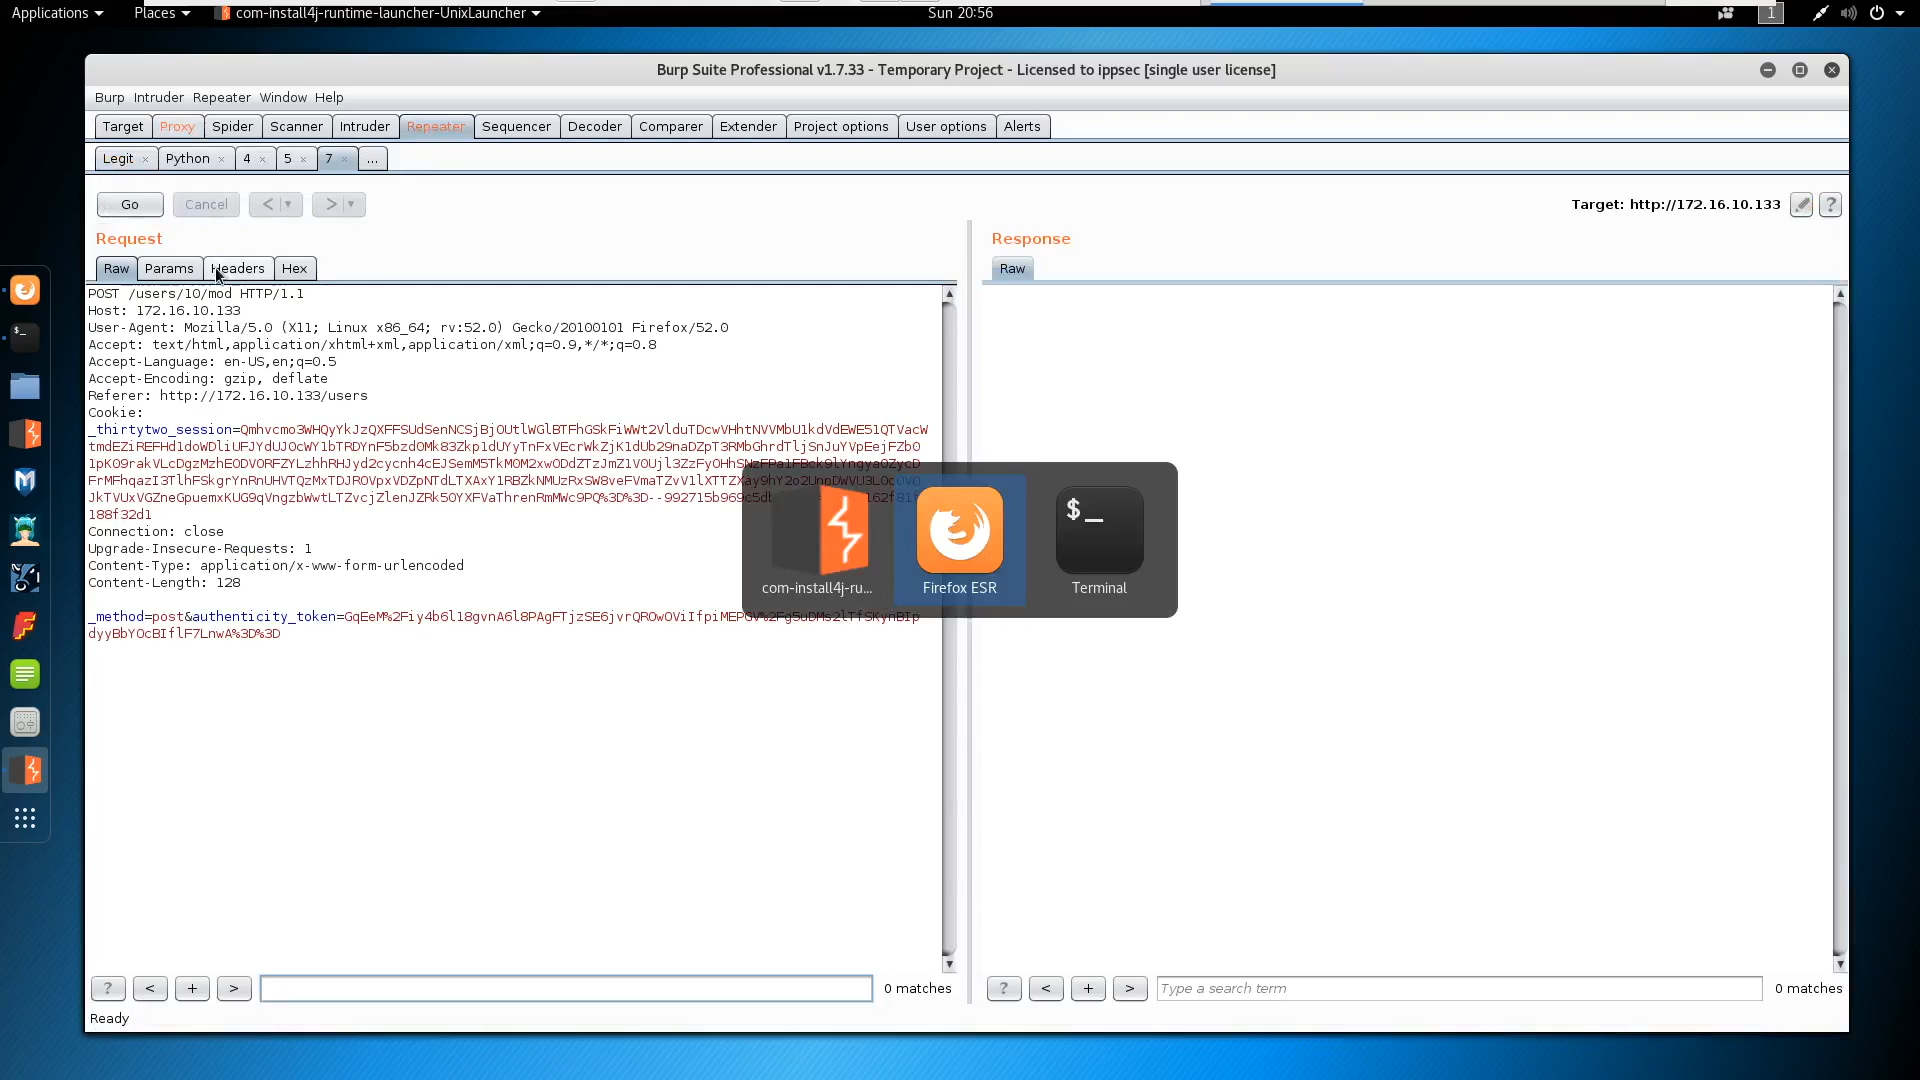 Applications Places com-install4j-runtime-launcher-UnixLauncher Sun 20:56 1
Burp Suite Professional v1.7.33 - Temporary Project - Licensed to ippsec [single user license]
Burp Intruder Repeater Window Help
Target Proxy Spider Scanner Intruder Repeater Sequencer Decoder Comparer Extender Project options User options Alerts
Legit × Python × 4 × 5 × 7 × ...
Go Cancel < > Target: http://172.16.10.133 ?
Request Response
Raw Params Headers Hex Raw
POST /users/10/mod HTTP/1.1
Host: 172.16.10.133
User-Agent: Mozilla/5.0 (X11; Linux x86_64; rv:52.0) Gecko/20100101 Firefox/52.0
Accept: text/html,application/xhtml+xml,application/xml;q=0.9,*/*;q=0.8
Accept-Language: en-US,en;q=0.5
Accept-Encoding: gzip, deflate
Referer: http://172.16.10.133/users
Cookie:
188f32d1
Connection: close
Upgrade-Insecure-Requests: 1
Content-Type: application/x-www-form-urlencoded
Content-Length: 128
dyyBbYOcBIflF7LnwA%3D%3D
$_
com-install4j-ru... Firefox ESR Terminal
? < + > 0 matches ? < + > Type a search term 0 matches
Ready